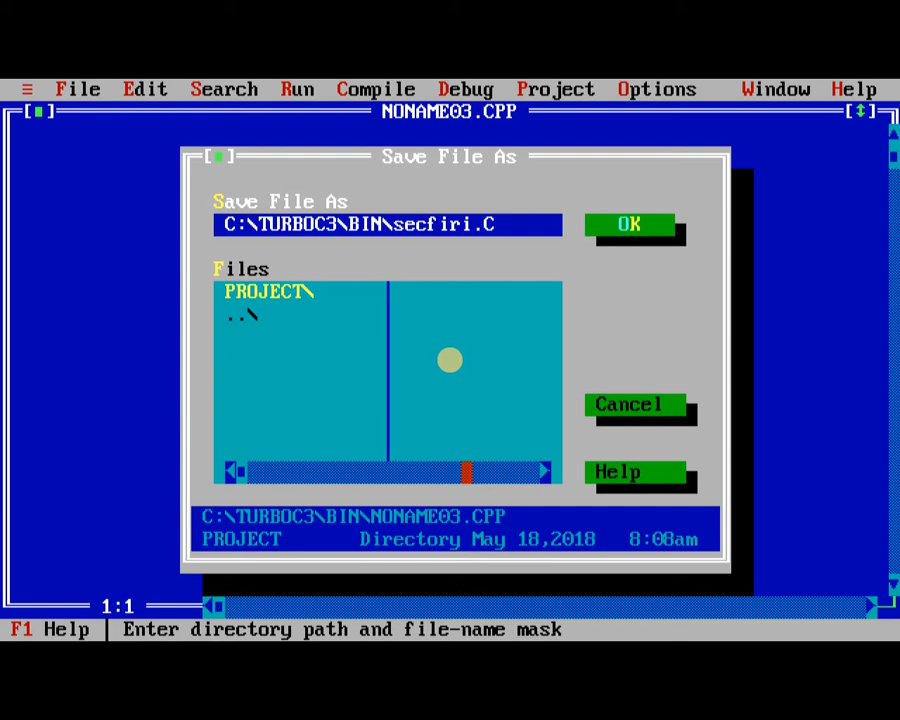 ≡ File Edit Search Run Compile Debug Project Options Window Help
NONAME03.CPP
Save File As
Save File As
C:\TURBOC3\BIN\secfiri.C
OK
Files
PROJECT\
..\
Cancel
Help
C:\TURBOC3\BIN\NONAME03.CPP
PROJECT Directory May 18,2018 8:08am
1:1
F1 Help Enter directory path and file-name mask